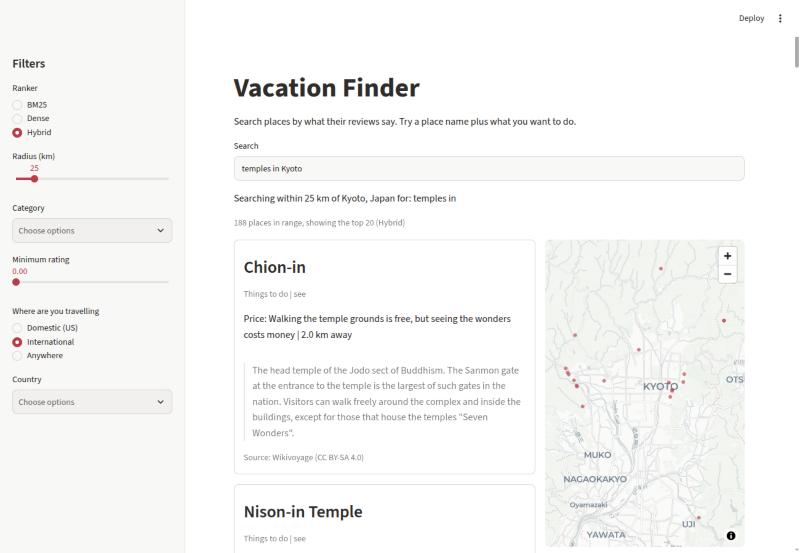 Deploy
Filters
Ranker
BM25
Dense
Hybrid
Radius (km)
25
Category
Choose options
Minimum rating
0.00
Where are you travelling
Domestic (US)
International
Anywhere
Country
Choose options
Vacation Finder
Search places by what their reviews say. Try a place name plus what you want to do.
Search
temples in Kyoto
Searching within 25 km of Kyoto, Japan for: temples in
188 places in range, showing the top 20 (Hybrid)
Chion-in
Things to do | see
Price: Walking the temple grounds is free, but seeing the wonders
costs money | 2.0 km away
The head temple of the Jodo sect of Buddhism. The Sanmon gate
at the entrance to the temple is the largest of such gates in the
nation. Visitors can walk freely around the complex and inside the
buildings, except for those that house the temples "Seven
Wonders".
Source: Wikivoyage (CC BY-SA 4.0)
Nison-in Temple
Things to do | see
+
−
KYOTO
OTS
MUKO
NAGAOKAKYO
Oyamazaki
UJI
YAWATA